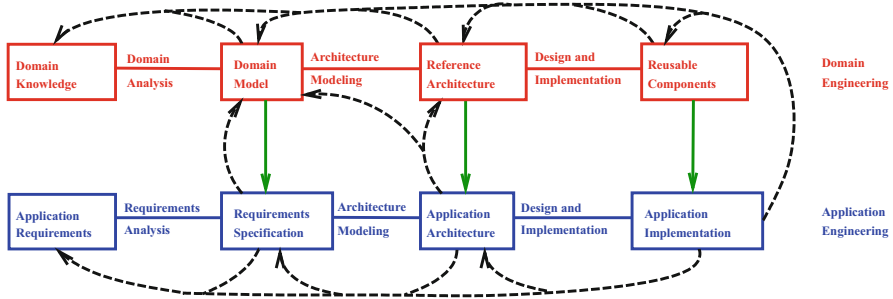 Domain
Knowledge
Domain
Analysis
Domain
Model
Architecture
Modeling
Reference
Architecture
Design and
Implementation
Reusable
Components
Domain
Engineering
Application
Requirements
Requirements
Analysis
Requirements
Specification
Architecture
Modeling
Application
Architecture
Design and
Implementation
Application
Implementation
Application
Engineering